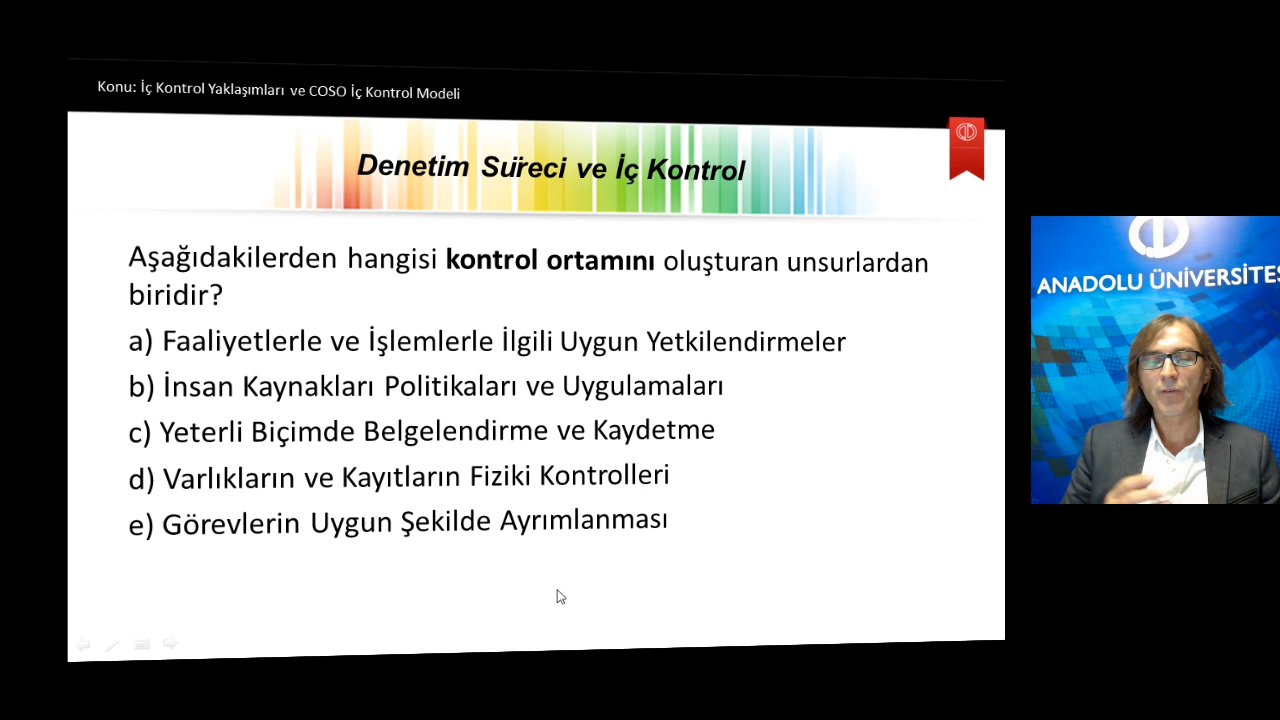 Konu: İç Kontrol Yaklaşımları ve COSO İç Kontrol Modeli
Denetim Süreci ve İç Kontrol
Aşağıdakilerden hangisi kontrol ortamını oluşturan unsurlardan
biridir?
a) Faaliyetlerle ve İşlemlerle İlgili Uygun Yetkilendirmeler
b) İnsan Kaynakları Politikaları ve Uygulamaları
c) Yeterli Biçimde Belgelendirme ve Kaydetme
d) Varlıkların ve Kayıtların Fiziki Kontrolleri
e) Görevlerin Uygun Şekilde Ayrımlanması
ANADOLU ÜNİVERSİTES